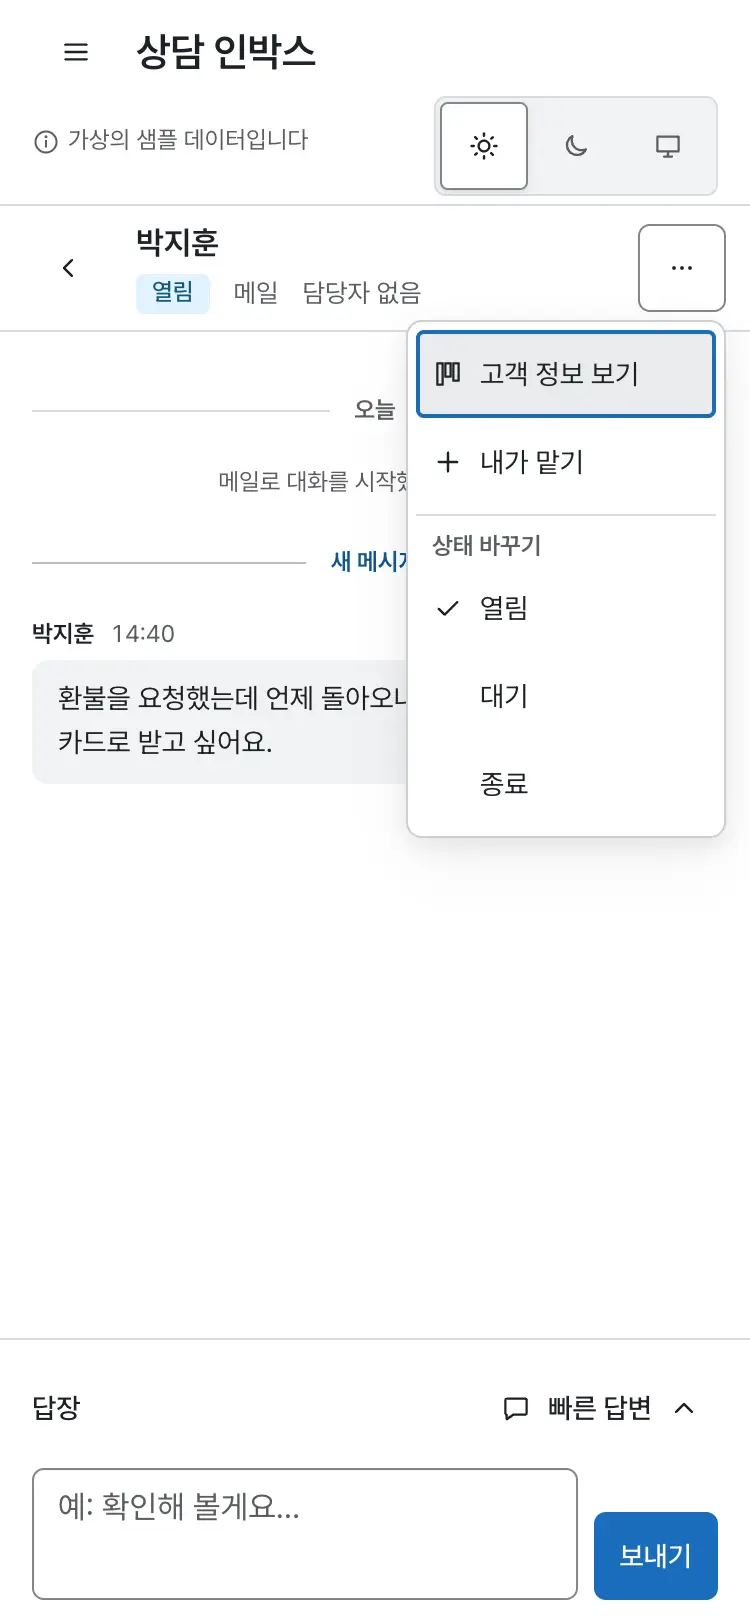 상담 인박스
가상의 샘플 데이터입니다
박지훈
열림 메일 담당자 없음
고객 정보 보기
오늘
내가 맡기
메일로 대화를 시작
상태 바꾸기
새 메시지
열림
박지훈 14:40
대기
환불을 요청했는데 언제 돌아오
카드로 받고 싶어요.
종료
답장
빠른 답변
예: 확인해 볼게요...
보내기